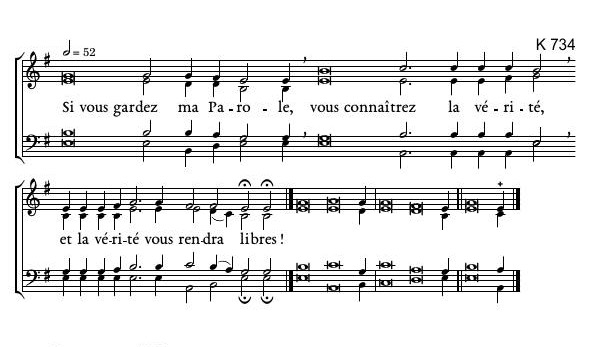 K 734
= 52
Si vous gardez ma Pa - ro - le, vous connaîtrez la vé - ri - té,
et la vé-ri-té vous ren-dra libres !